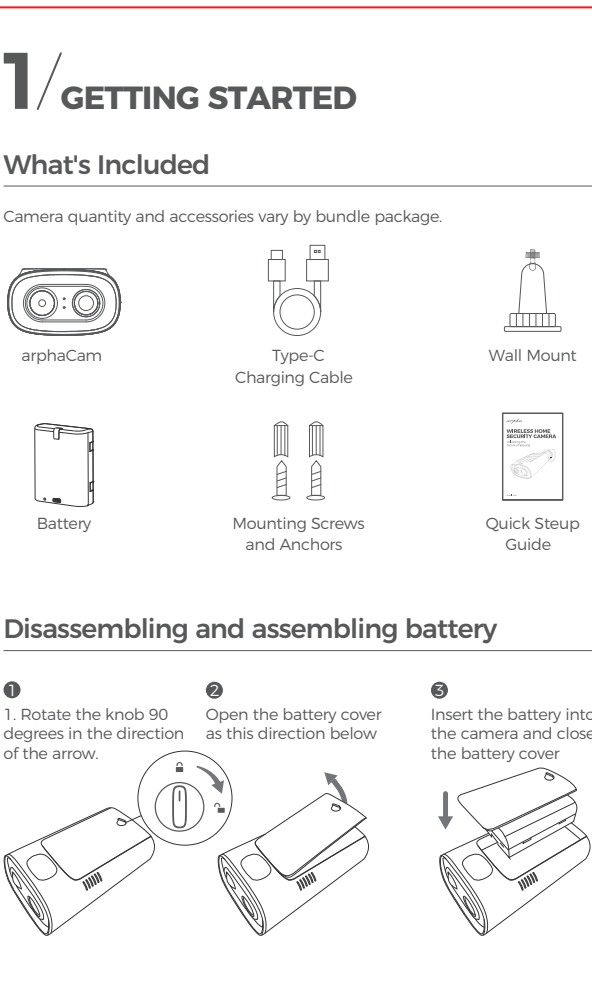 1/GETTING STARTED
What's Included
Camera quantity and accessories vary by bundle package.
arphaCam
Type-C
Charging Cable
Wall Mount
WIRELESS HOME
SECURITY CAMERA
Battery
Mounting Screws
and Anchors
Quick Steup
Guide
Disassembling and assembling battery
1
1. Rotate the knob 90
degrees in the direction
of the arrow.
2
Open the battery cover
as this direction below
3
Insert the battery into
the camera and close
the battery cover